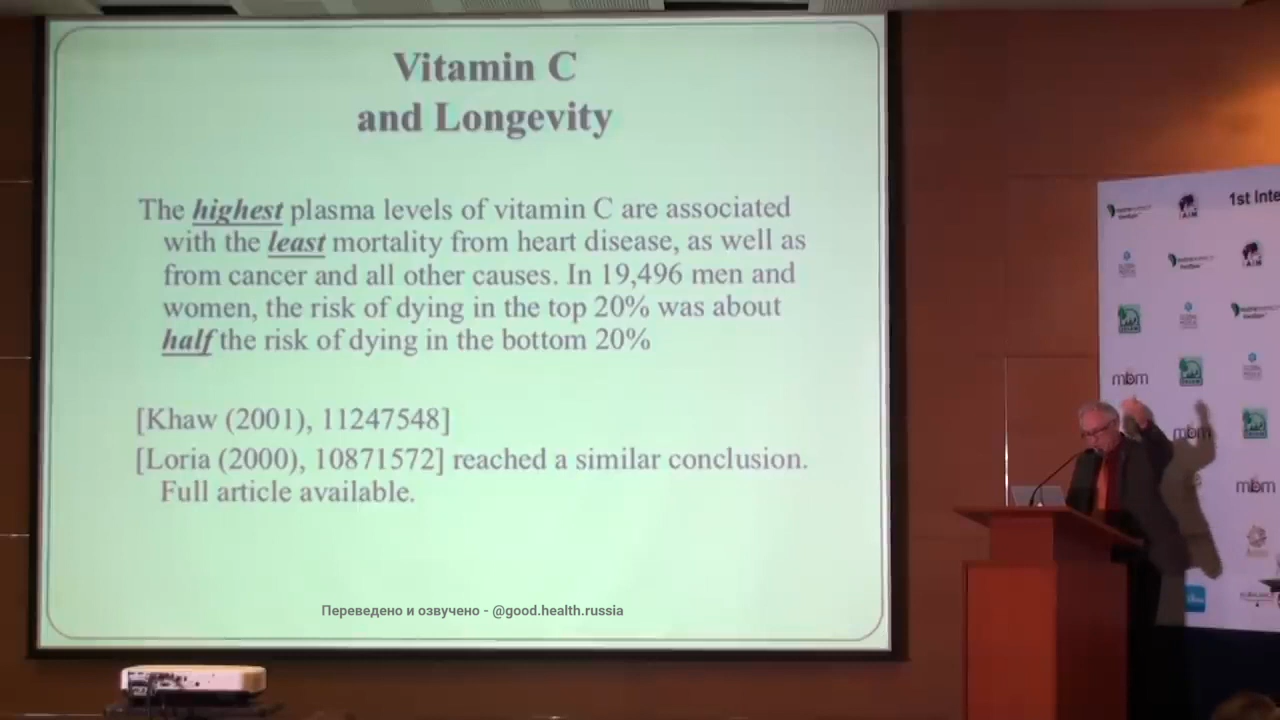 Vitamin C
and Longevity
The highest plasma levels of vitamin C are associated
with the least mortality from heart disease, as well as
from cancer and all other causes. In 19,496 men and
women, the risk of dying in the top 20% was about
half the risk of dying in the bottom 20%
[Khaw (2001), 11247548]
[Loria (2000), 10871572] reached a similar conclusion.
Full article available.
Переведено и озвучено - @good.health.russia
1st Inte
mbm
mbm
mbm